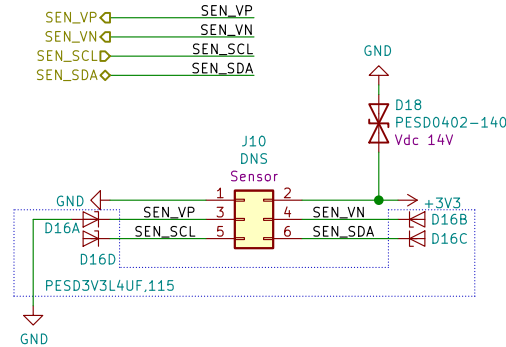 SEN_VP SEN_VP
SEN_VN SEN_VN
SEN_SCL SEN_SCL
SEN_SDA SEN_SDA
GND
D18
PESD0402-140
Vdc 14V
J10
DNS
Sensor
GND 1 2 +3V3
SEN_VP 3 4 SEN_VN D16B
D16A
SEN_SCL 5 6 SEN_SDA D16C
D16D
PESD3V3L4UF,115
GND